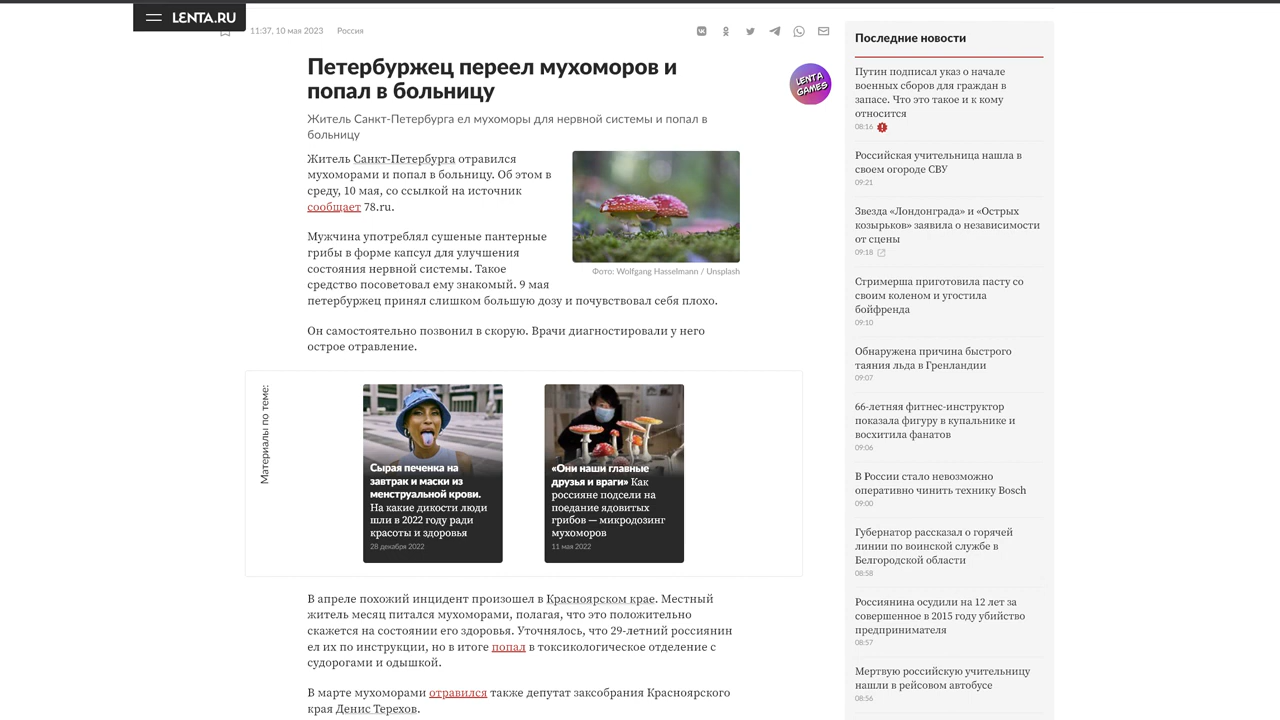 LENTA.RU
11:37, 10 мая 2023 Россия
Петербуржец переел мухоморов и
попал в больницу
Житель Санкт-Петербурга ел мухоморы для нервной системы и попал в
больницу
Житель Санкт-Петербурга отравился
мухоморами и попал в больницу. Об этом в
среду, 10 мая, со ссылкой на источник
сообщает 78.ru.
Мужчина употреблял сушеные пантерные
грибы в форме капсул для улучшения
состояния нервной системы. Такое
средство посоветовал ему знакомый. 9 мая
петербуржец принял слишком большую дозу и почувствовал себя плохо.
Фото: Wolfgang Hasselmann / Unsplash
Он самостоятельно позвонил в скорую. Врачи диагностировали у него
острое отравление.
Материалы по теме:
Сырая печенка на
завтрак и маски из
менструальной крови.
На какие дикости люди
шли в 2022 году ради
красоты и здоровья
28 декабря 2022
«Они наши главные
друзья и враги» Как
россияне подсели на
поедание ядовитых
грибов — микродозинг
мухоморов
11 мая 2022
В апреле похожий инцидент произошел в Красноярском крае. Местный
житель месяц питался мухоморами, полагая, что это положительно
скажется на состоянии его здоровья. Уточнялось, что 29-летний россиянин
ел их по инструкции, но в итоге попал в токсикологическое отделение с
судорогами и одышкой.
В марте мухоморами отравился также депутат заксобрания Красноярского
края Денис Терехов.
LENTA
GAMES
Последние новости
Путин подписал указ о начале
военных сборов для граждан в
запасе. Что это такое и к кому
относится
08:16
Российская учительница нашла в
своем огороде СВУ
09:21
Звезда «Лондонграда» и «Острых
козырьков» заявила о независимости
от сцены
09:18
Стримерша приготовила пасту со
своим коленом и угостила
бойфренда
09:10
Обнаружена причина быстрого
таяния льда в Гренландии
09:07
66-летняя фитнес-инструктор
показала фигуру в купальнике и
восхитила фанатов
09:06
В России стало невозможно
оперативно чинить технику Bosch
09:00
Губернатор рассказал о горячей
линии по воинской службе в
Белгородской области
08:58
Россиянина осудили на 12 лет за
совершенное в 2015 году убийство
предпринимателя
08:57
Мертвую российскую учительницу
нашли в рейсовом автобусе
08:56